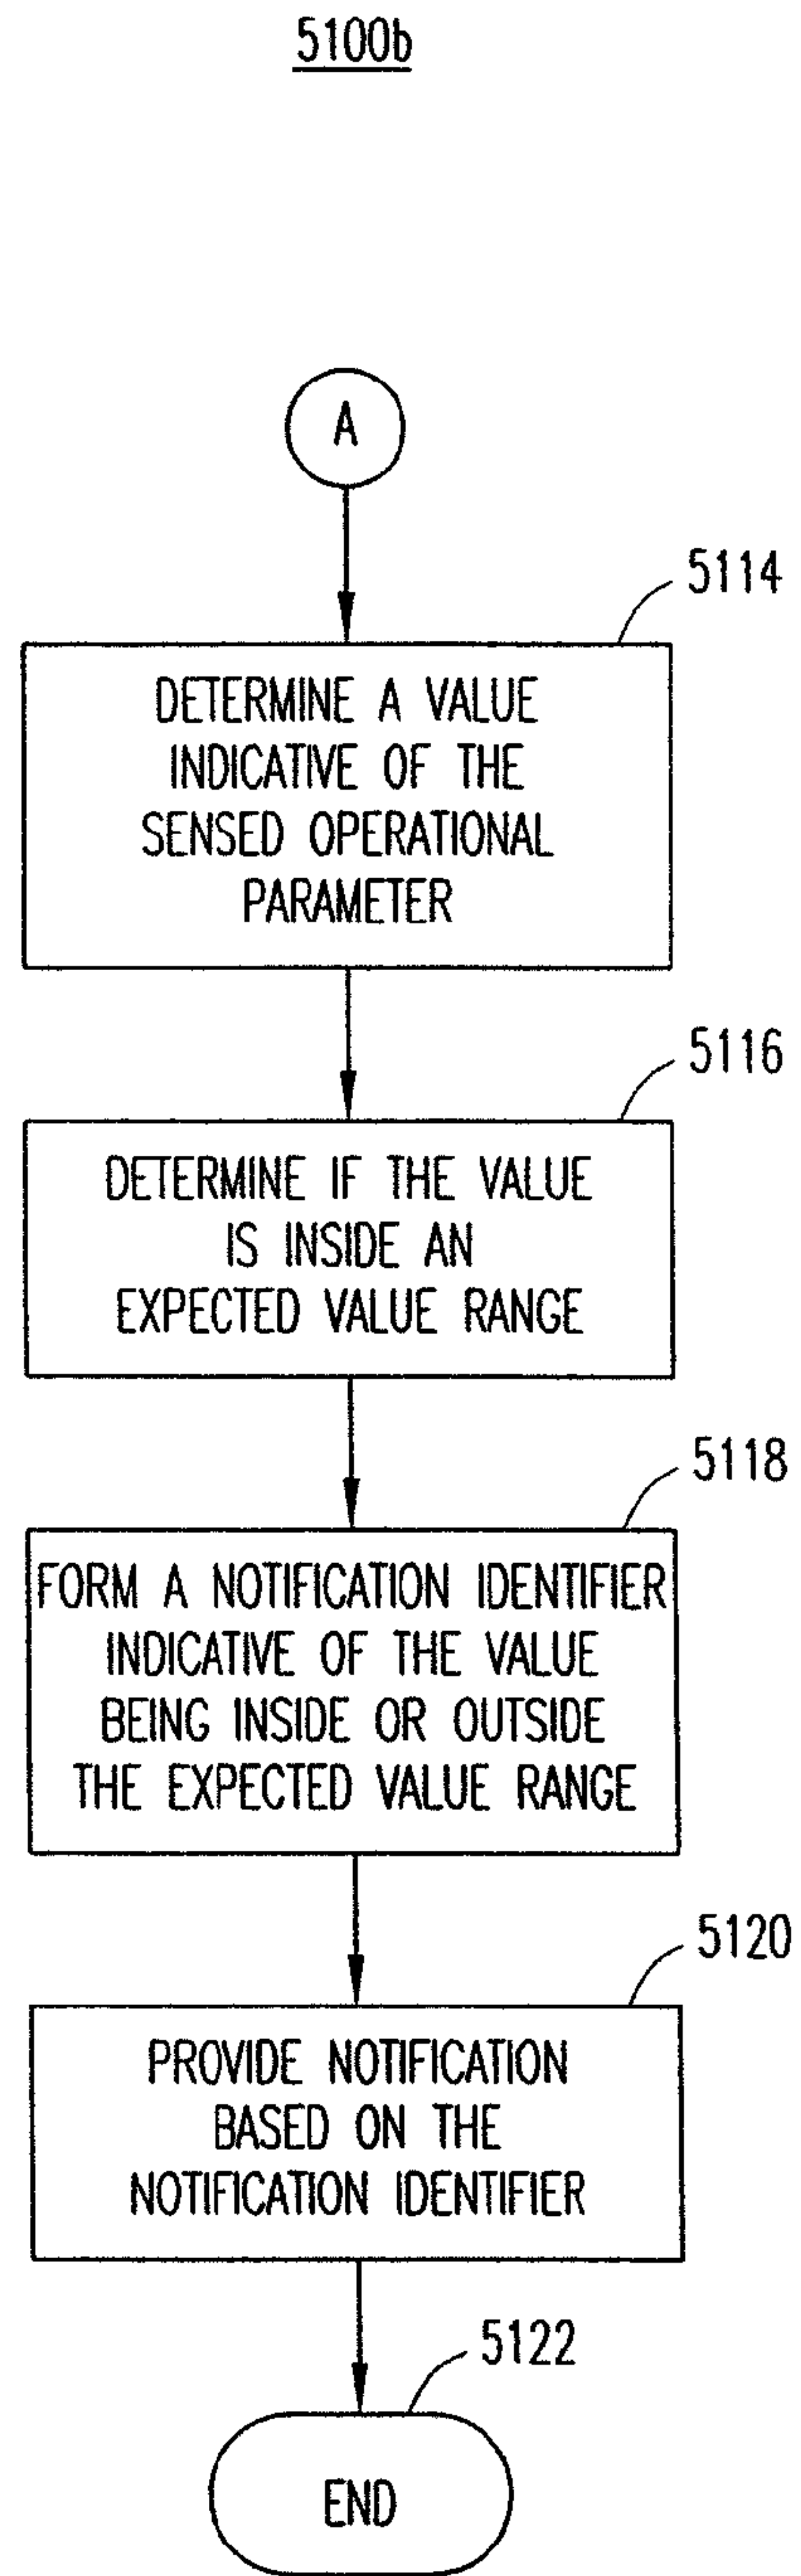 5100b
A
5114
DETERMINE A VALUE
INDICATIVE OF THE
SENSED OPERATIONAL
PARAMETER
5116
DETERMINE IF THE VALUE
IS INSIDE AN
EXPECTED VALUE RANGE
5118
FORM A NOTIFICATION IDENTIFIER
INDICATIVE OF THE VALUE
BEING INSIDE OR OUTSIDE
THE EXPECTED VALUE RANGE
5120
PROVIDE NOTIFICATION
BASED ON THE
NOTIFICATION IDENTIFIER
5122
END